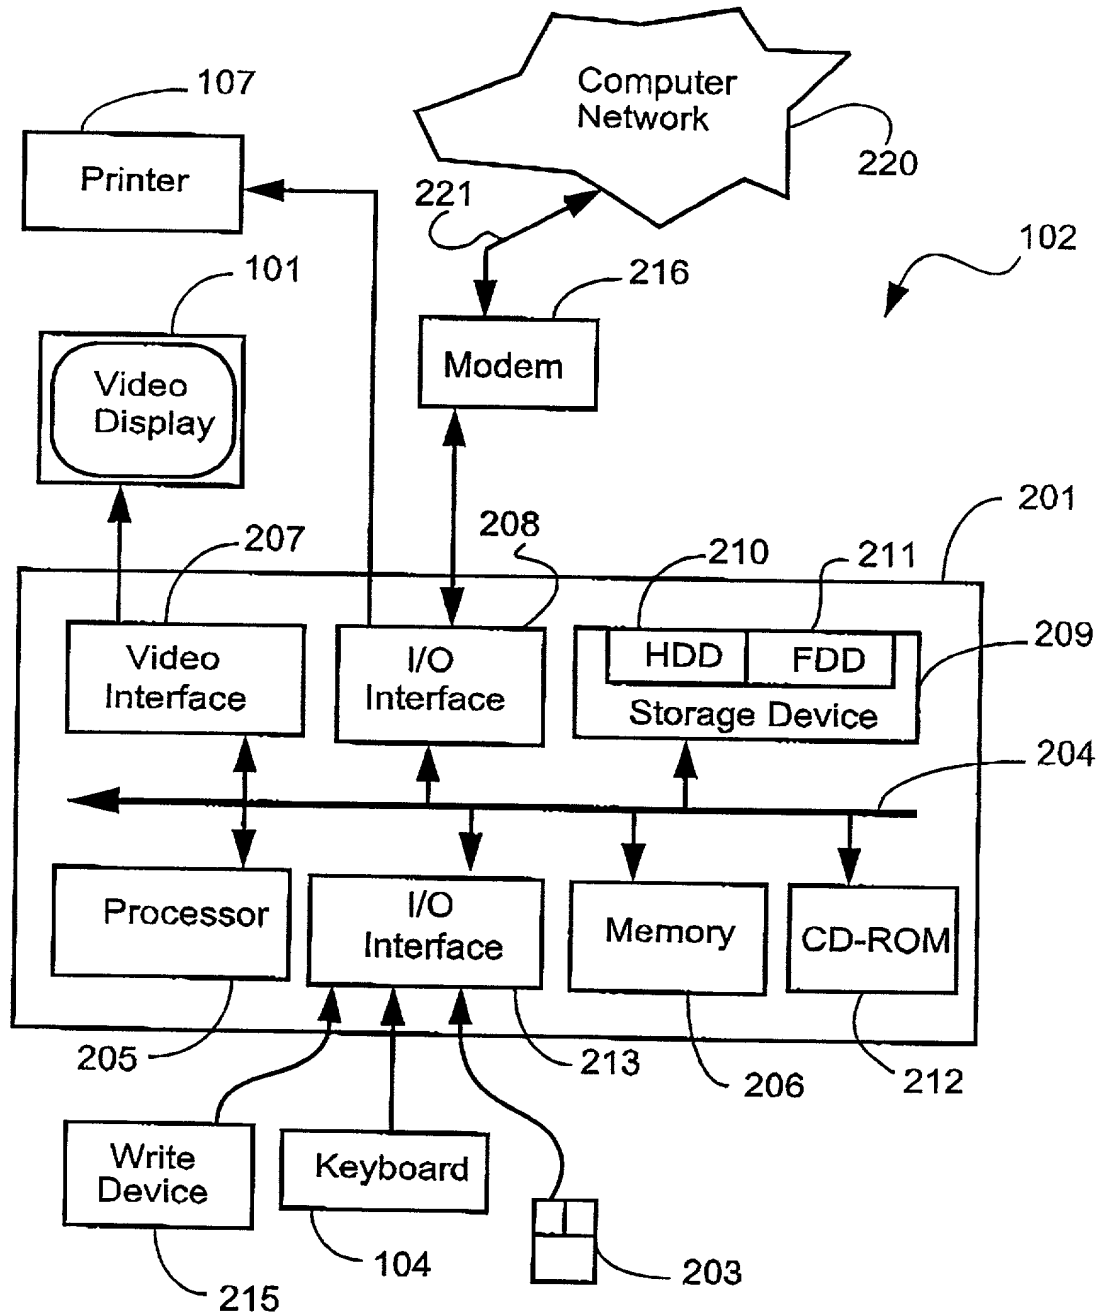 107
Printer
Computer
Network
220
221
102
101
216
Video
Display
Modem
201
207
208
210
211
209
Video
Interface
I/O
Interface
HDD
FDD
Storage Device
204
Processor
I/O
Interface
Memory
CD-ROM
205
213
206
212
Write
Device
Keyboard
215
104
203